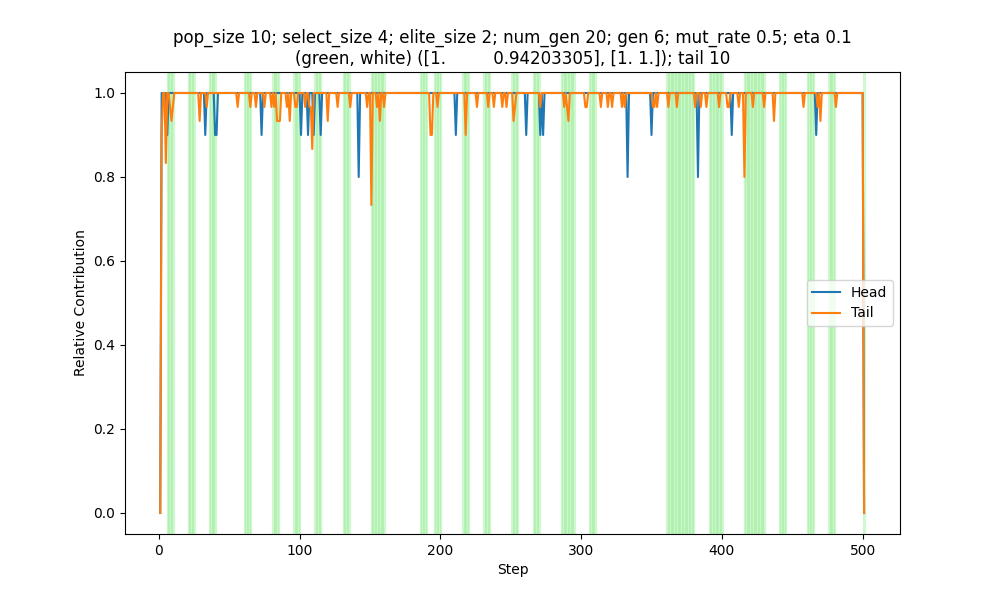 pop_size 10; select_size 4; elite_size 2; num_gen 20; gen 6; mut_rate 0.5; eta 0.1
(green, white) ([1.         0.94203305], [1. 1.]); tail 10
Relative Contribution
1.0
0.8
0.6
0.4
0.2
0.0
Head
Tail
0 100 200 300 400 500
Step